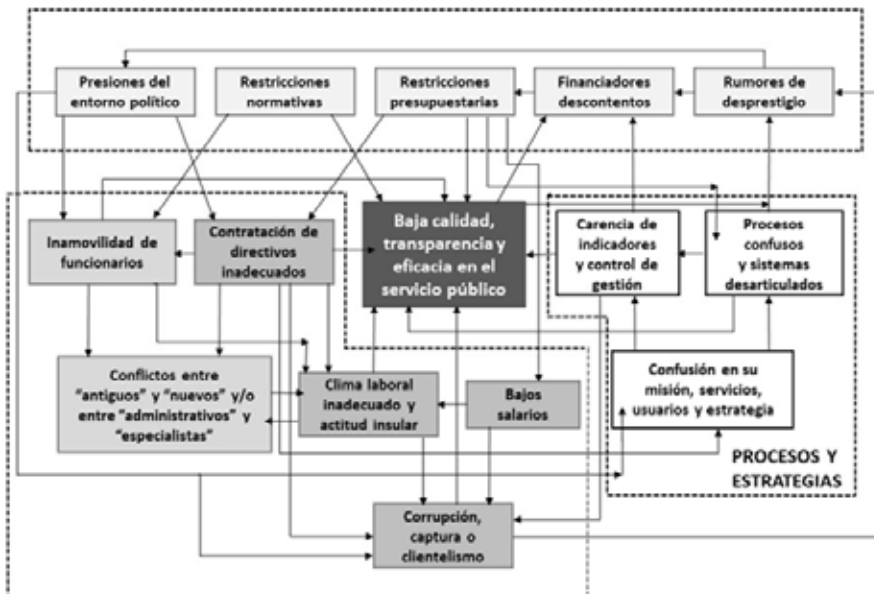 Presiones del
entorno político
Restricciones
normativas
Restricciones
presupuestarias
Financiadores
descontentos
Rumores de
desprestigio
Inamovilidad de
funcionarios
Contratación de
directivos
inadecuados
Baja calidad,
transparencia y
eficacia en el
servicio público
Carencia de
indicadores
y control de
gestión
Procesos
confusos
y sistemas
desarticulados
Conflictos entre
"antiguos" y "nuevos" y/o
entre "administrativos" y
"especialistas"
Clima laboral
inadecuado y
actitud insular
Bajos
salarios
Confusión en su
misión, servicios,
usuarios y estrategia
PROCESOS Y
ESTRATEGIAS
Corrupción,
captura o
clientelismo